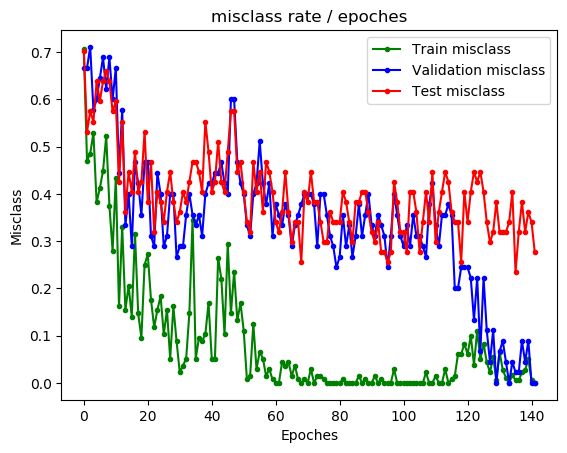 misclass rate / epoches
Train misclass
Validation misclass
Test misclass
Misclass
0.7
0.6
0.5
0.4
0.3
0.2
0.1
0.0
0 20 40 60 80 100 120 140
Epoches